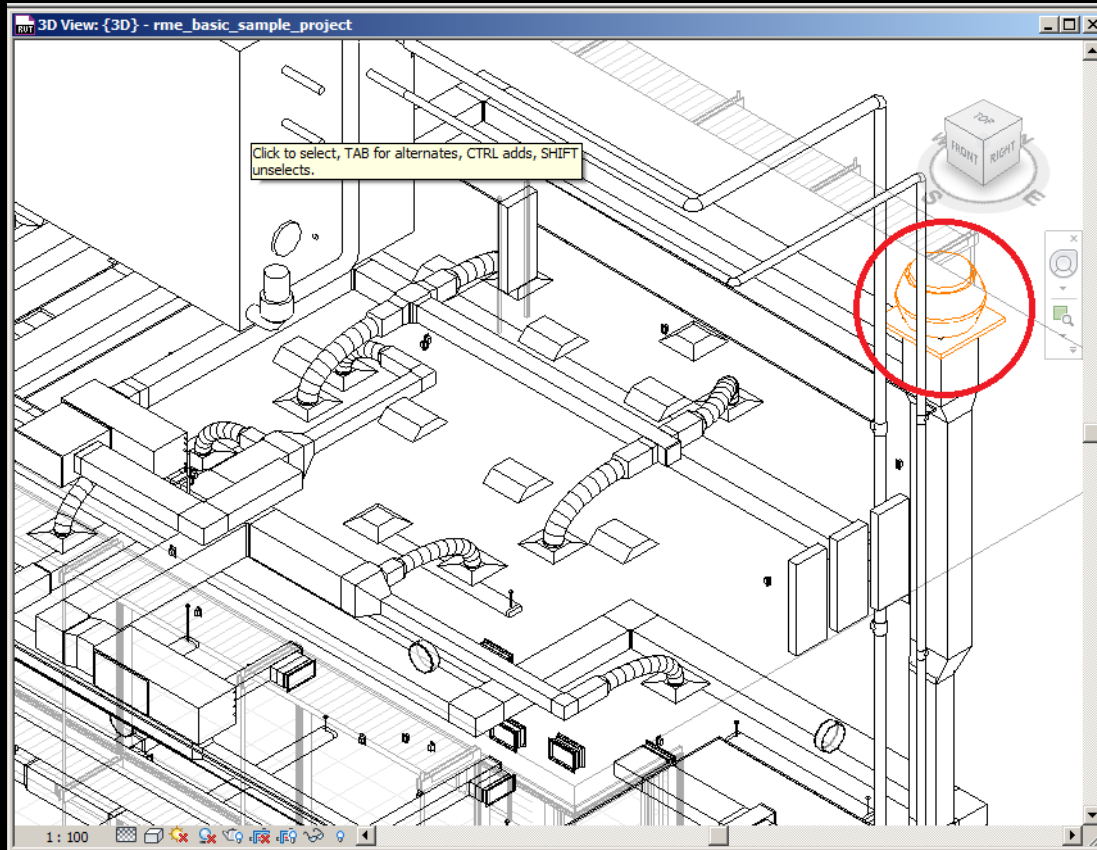 3D View: {3D} - rme_basic_sample_project
Click to select, TAB for alternates, CTRL adds, SHIFT
unselects.
TOP
FRONT
RIGHT
S
E
1 : 100